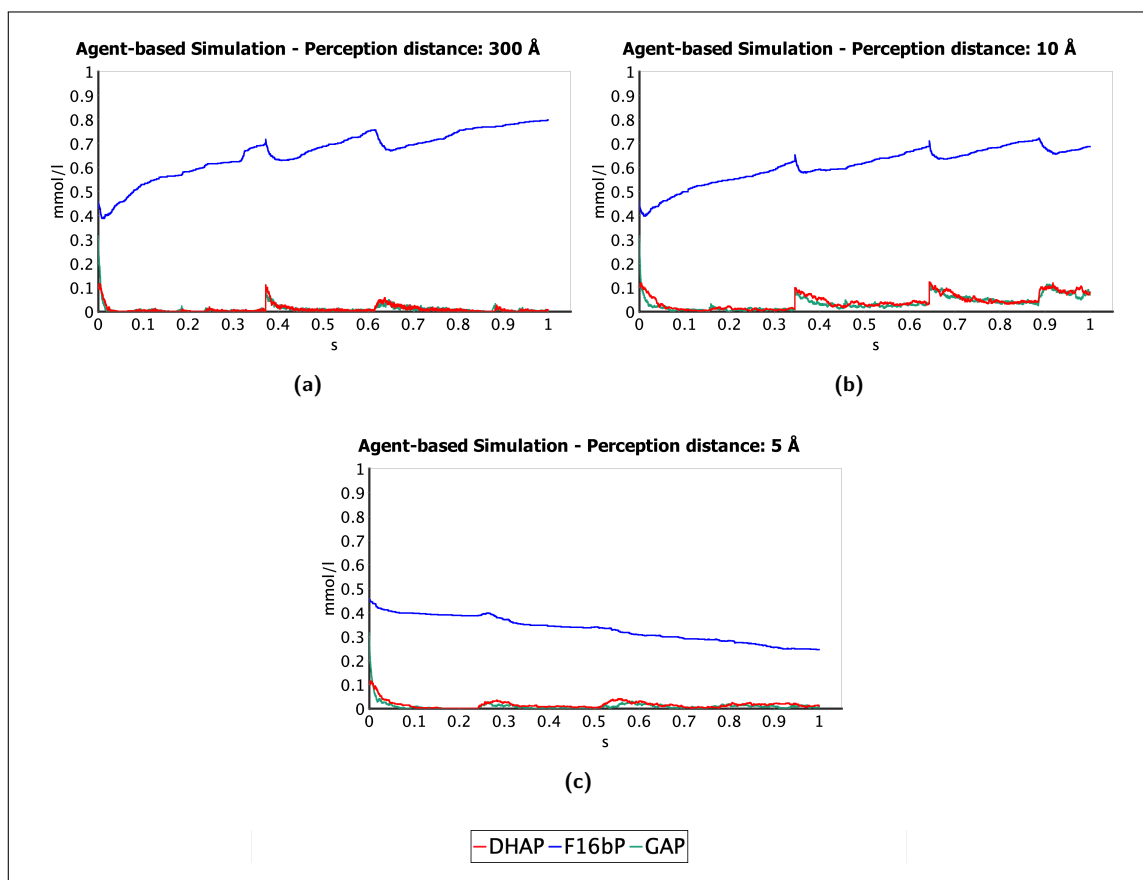 Agent-based Simulation - Perception distance: 300 Å
1
0.9
0.8
0.7
0.6
0.5
0.4
0.3
0.2
0.1
0
mmol/l
0 0.1 0.2 0.3 0.4 0.5 0.6 0.7 0.8 0.9 1
s
(a)
Agent-based Simulation - Perception distance: 10 Å
1
0.9
0.8
0.7
0.6
0.5
0.4
0.3
0.2
0.1
0
mmol/l
0 0.1 0.2 0.3 0.4 0.5 0.6 0.7 0.8 0.9 1
s
(b)
Agent-based Simulation - Perception distance: 5 Å
1
0.9
0.8
0.7
0.6
0.5
0.4
0.3
0.2
0.1
0
mmol/l
0 0.1 0.2 0.3 0.4 0.5 0.6 0.7 0.8 0.9 1
s
(c)
DHAP F16bP GAP